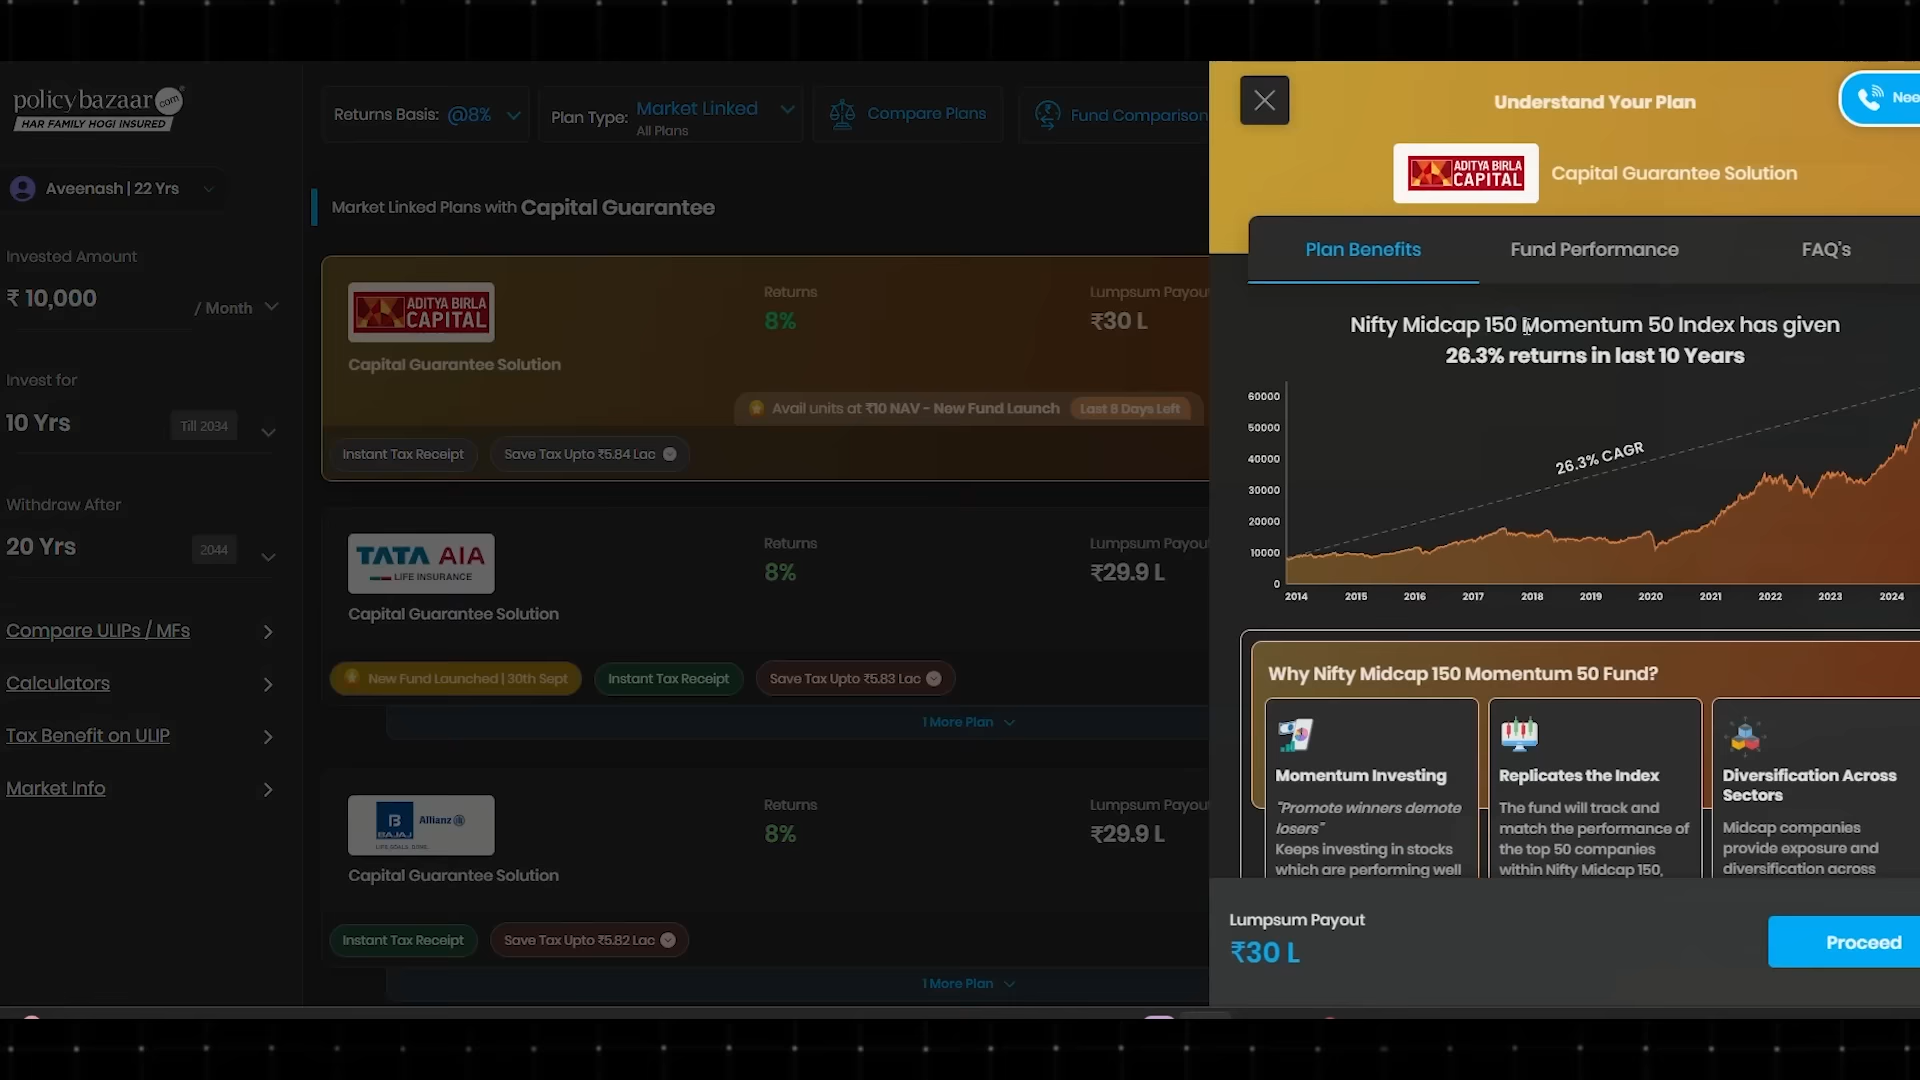 policybazaar.com
HAR FAMILY HOGI INSURED
Aveenash | 22 Yrs
Invested Amount
₹ 10,000
/ Month
Invest for
10 Yrs
Till 2034
Withdraw After
20 Yrs
2044
Compare ULIPs / MFs
Calculators
Tax Benefit on ULIP
Market Info
Returns Basis: @8%
Plan Type: Market Linked
All Plans
Compare Plans
Fund Comparison
Market Linked Plans with Capital Guarantee
ADITYA BIRLA
CAPITAL
Capital Guarantee Solution
Returns
8%
Lumpsum Payou
₹30 L
Avail units at ₹10 NAV - New Fund Launch
Last 8 Days Left
Instant Tax Receipt
Save Tax Upto ₹5.84 Lac
TATA AIA
LIFE INSURANCE
Capital Guarantee Solution
Returns
8%
Lumpsum Payou
₹29.9 L
New Fund Launched | 30th Sept
Instant Tax Receipt
Save Tax Upto ₹5.83 Lac
1 More Plan
B
BAJAJ
Allianz
Capital Guarantee Solution
Returns
8%
Lumpsum Payou
₹29.9 L
Instant Tax Receipt
Save Tax Upto ₹5.82 Lac
1 More Plan
Understand Your Plan
Nee
ADITYA BIRLA
CAPITAL
Capital Guarantee Solution
Plan Benefits
Fund Performance
FAQ's
Nifty Midcap 150 Momentum 50 Index has given
26.3% returns in last 10 Years
60000
50000
40000
30000
20000
10000
0
26.3% CAGR
2014 2015 2016 2017 2018 2019 2020 2021 2022 2023 2024
Why Nifty Midcap 150 Momentum 50 Fund?
Momentum Investing
"Promote winners demote
losers"
Keeps investing in stocks
which are performing well
Replicates the Index
The fund will track and
match the performance of
the top 50 companies
within Nifty Midcap 150,
Diversification Across
Sectors
Midcap companies
provide exposure and
diversification across
Lumpsum Payout
₹30 L
Proceed